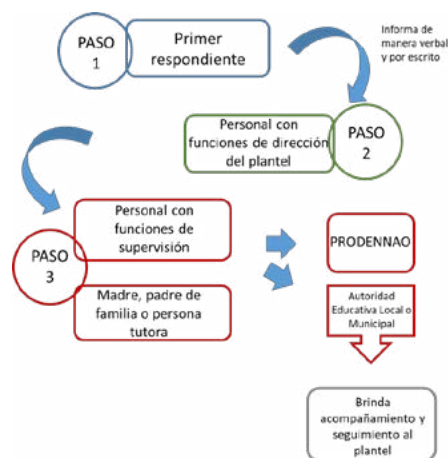 PASO
1
Primer
respondiente
Informa de
manera verbal
y por escrito
Personal con
funciones de dirección
del plantel
PASO
2
Personal con
funciones de
supervisión
PASO
3
Madre, padre de
familia o persona
tutora
PRODENNAO
Autoridad
Educativa Local o
Municipal
Brinda
acompañamiento y
seguimiento al
plantel